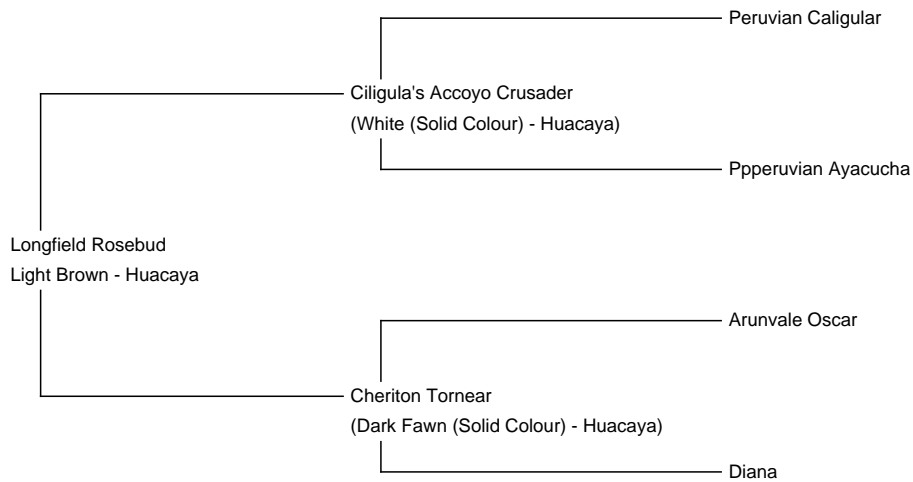 Peruvian Caligular
Ciligula's Accoyo Crusader
(White (Solid Colour) - Huacaya)
Ppperuvian Ayacucha
Longfield Rosebud
Light Brown - Huacaya
Arunvale Oscar
Cheriton Tornear
(Dark Fawn (Solid Colour) - Huacaya)
Diana